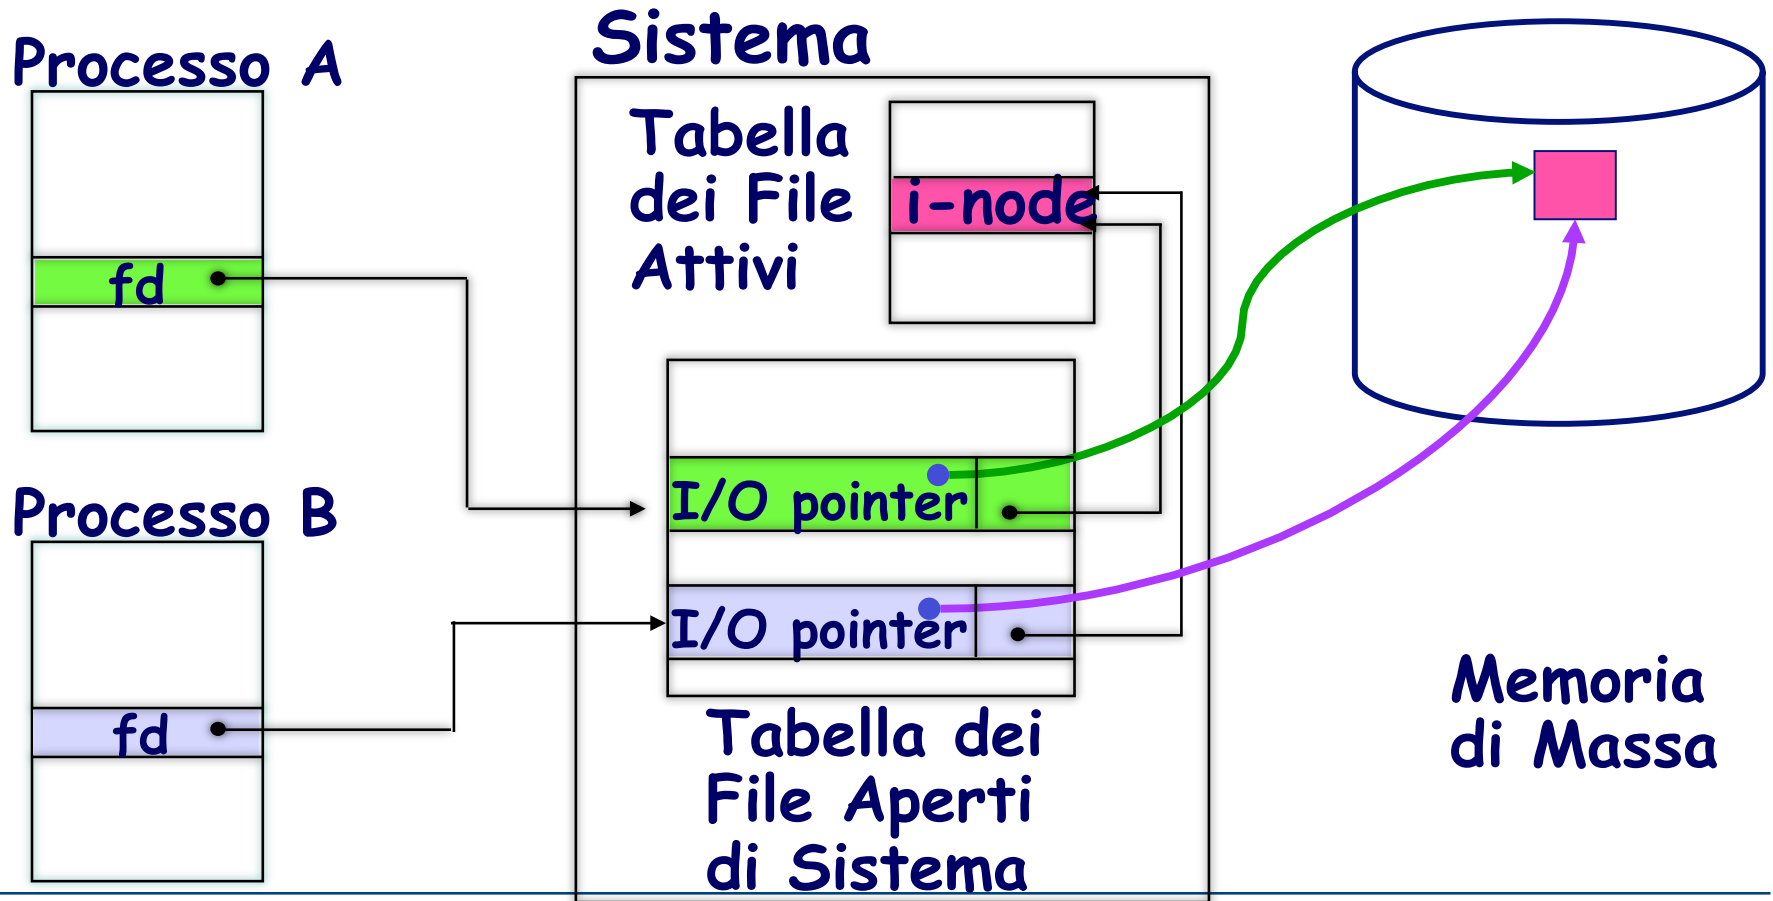 Processo A
fd
Processo B
fd
Sistema
Tabella
dei File
Attivi
i-node
I/O pointer
I/O pointer
Tabella dei
File Aperti
di Sistema
Memoria
di Massa